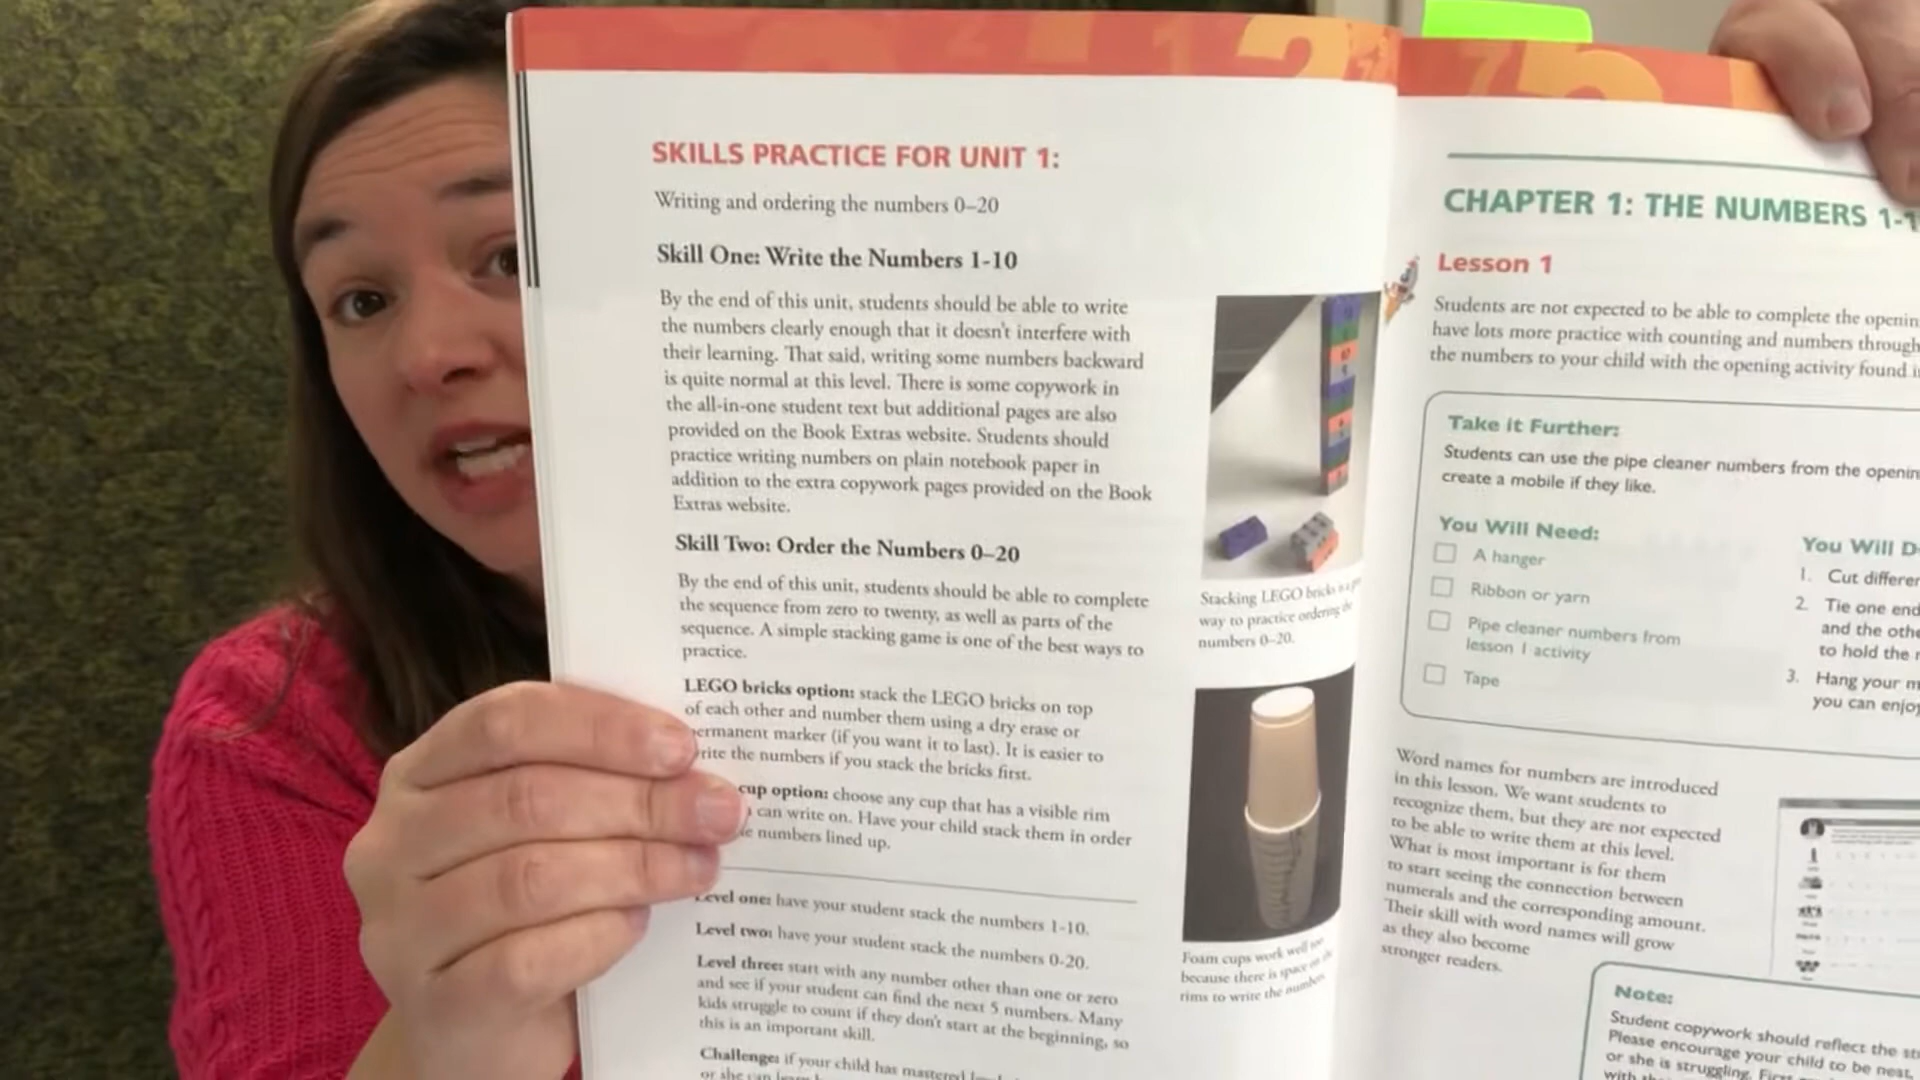 SKILLS PRACTICE FOR UNIT 1:
Writing and ordering the numbers 0–20
Skill One: Write the Numbers 1-10
By the end of this unit, students should be able to write
the numbers clearly enough that it doesn't interfere with
their learning. That said, writing some numbers backward
is quite normal at this level. There is some copywork in
the all-in-one student text but additional pages are also
provided on the Book Extras website. Students should
practice writing numbers on plain notebook paper in
addition to the extra copywork pages provided on the Book
Extras website.
Skill Two: Order the Numbers 0–20
By the end of this unit, students should be able to complete
the sequence from zero to twenty, as well as parts of the
sequence. A simple stacking game is one of the best ways to
practice.
LEGO bricks option: stack the LEGO bricks on top
of each other and number them using a dry erase or
ermanent marker (if you want it to last). It is easier to
rite the numbers if you stack the bricks first.
cup option: choose any cup that has a visible rim
can write on. Have your child stack them in order
numbers lined up.
Level one: have your student stack the numbers 1-10.
Level two: have your student stack the numbers 0-20.
Level three: start with any number other than one or zero
and see if your student can find the next 5 numbers. Many
kids struggle to count if they don't start at the beginning, so
this is an important skill.
Challenge: if your child has mastered
or she can learn
Stacking LEGO bricks is a
way to practice ordering the
numbers 0–20.
Foam cups work well too
because there is space on the
rims to write the numbers.
CHAPTER 1: THE NUMBERS 1-1
Lesson 1
Students are not expected to be able to complete the openin
have lots more practice with counting and numbers through
the numbers to your child with the opening activity found i
Take it Further:
Students can use the pipe cleaner numbers from the openin
create a mobile if they like.
You Will Need:
A hanger
Ribbon or yarn
Pipe cleaner numbers from
lesson 1 activity
Tape
You Will D
1. Cut differen
2. Tie one end
and the othe
to hold the
3. Hang your m
you can enjoy
Word names for numbers are introduced
in this lesson. We want students to
recognize them, but they are not expected
to be able to write them at this level.
What is most important is for them
to start seeing the connection between
numerals and the corresponding amount.
Their skill with word names will grow
as they also become
stronger readers.
Note:
Student copywork should reflect the st
Please encourage your child to be neat,
or she is struggling. First